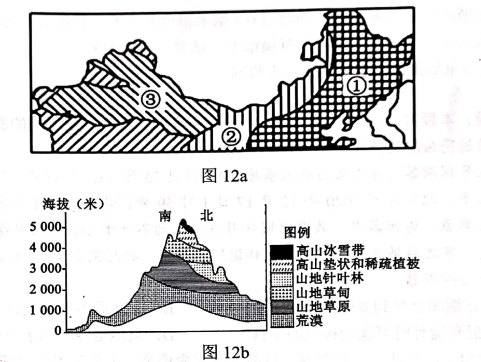 ①
③
②
图 12a
海拔（米）
南 北
5 000
4 000
3 000
2 000
1 000
0
图例
高山冰雪带
高山垫状和稀疏植被
山地针叶林
山地草甸
山地草原
荒漠
图 12b